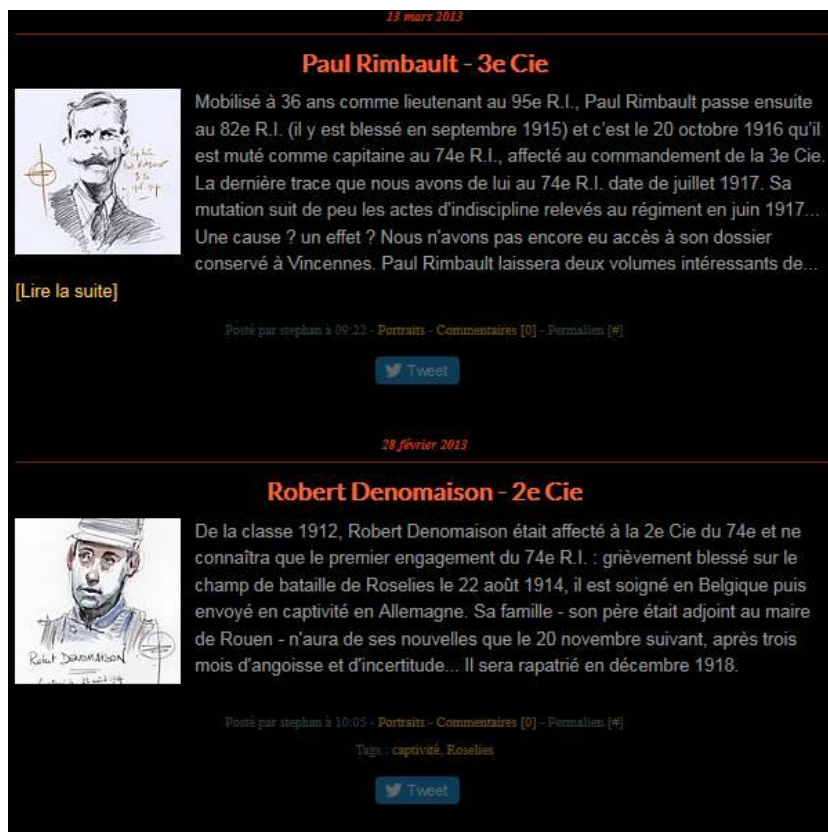 13 mars 2013
Paul Rimbault - 3e Cie
Mobilisé à 36 ans comme lieutenant au 95e R.I., Paul Rimbault passe ensuite
au 82e R.I. (il y est blessé en septembre 1915) et c'est le 20 octobre 1916 qu'il
est muté comme capitaine au 74e R.I., affecté au commandement de la 3e Cie.
La dernière trace que nous avons de lui au 74e R.I. date de juillet 1917. Sa
mutation suit de peu les actes d'indiscipline relevés au régiment en juin 1917...
Une cause ? un effet ? Nous n'avons pas encore eu accès à son dossier
conservé à Vincennes. Paul Rimbault laissera deux volumes intéressants de...
[Lire la suite]
Posté par stephan à 09:22 - Portraits - Commentaires [0] - Permalien [#]
Tweet
28 février 2013
Robert Denomaison - 2e Cie
De la classe 1912, Robert Denomaison était affecté à la 2e Cie du 74e et ne
connaîtra que le premier engagement du 74e R.I. : grièvement blessé sur le
champ de bataille de Roselies le 22 août 1914, il est soigné en Belgique puis
envoyé en captivité en Allemagne. Sa famille - son père était adjoint au maire
de Rouen - n'aura de ses nouvelles que le 20 novembre suivant, après trois
mois d'angoisse et d'incertitude... Il sera rapatrié en décembre 1918.
Robert DENOMAISON
Posté par stephan à 10:05 - Portraits - Commentaires [0] - Permalien [#]
Tags : captivité, Roselies
Tweet